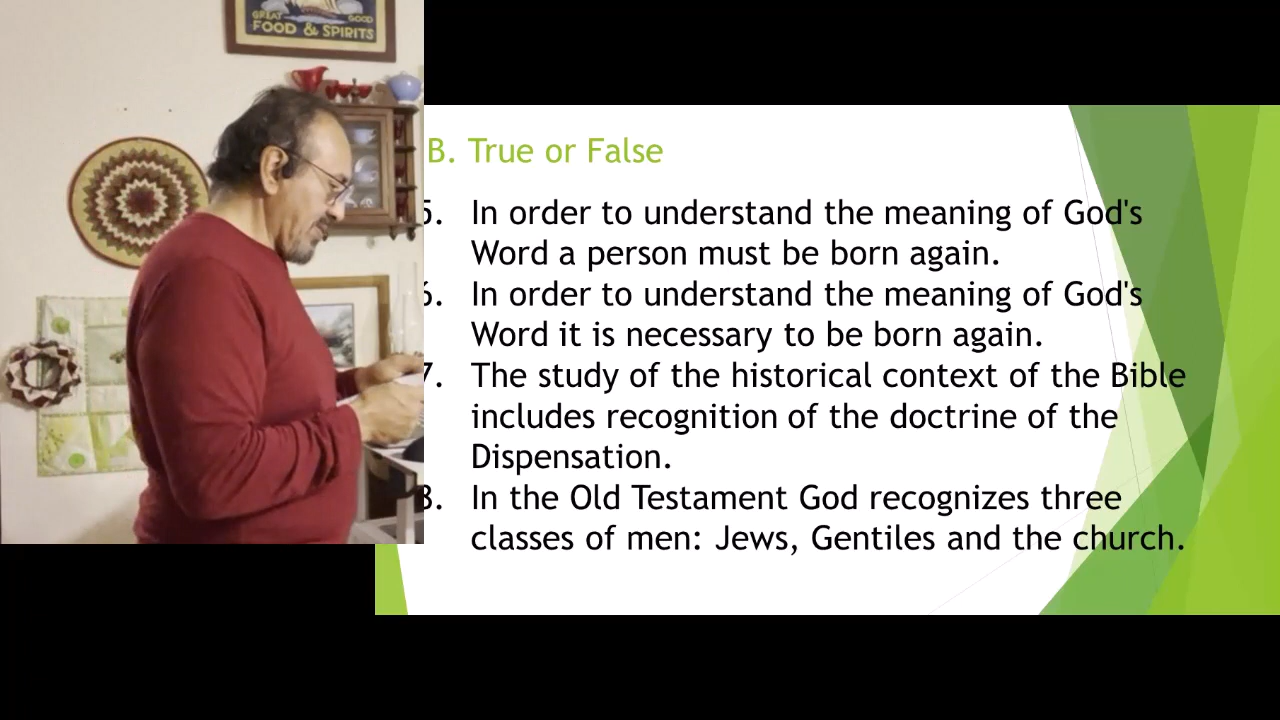 GREAT GOOD
FOOD & SPIRITS
B. True or False
5. In order to understand the meaning of God's
Word a person must be born again.
6. In order to understand the meaning of God's
Word it is necessary to be born again.
7. The study of the historical context of the Bible
includes recognition of the doctrine of the
Dispensation.
8. In the Old Testament God recognizes three
classes of men: Jews, Gentiles and the church.